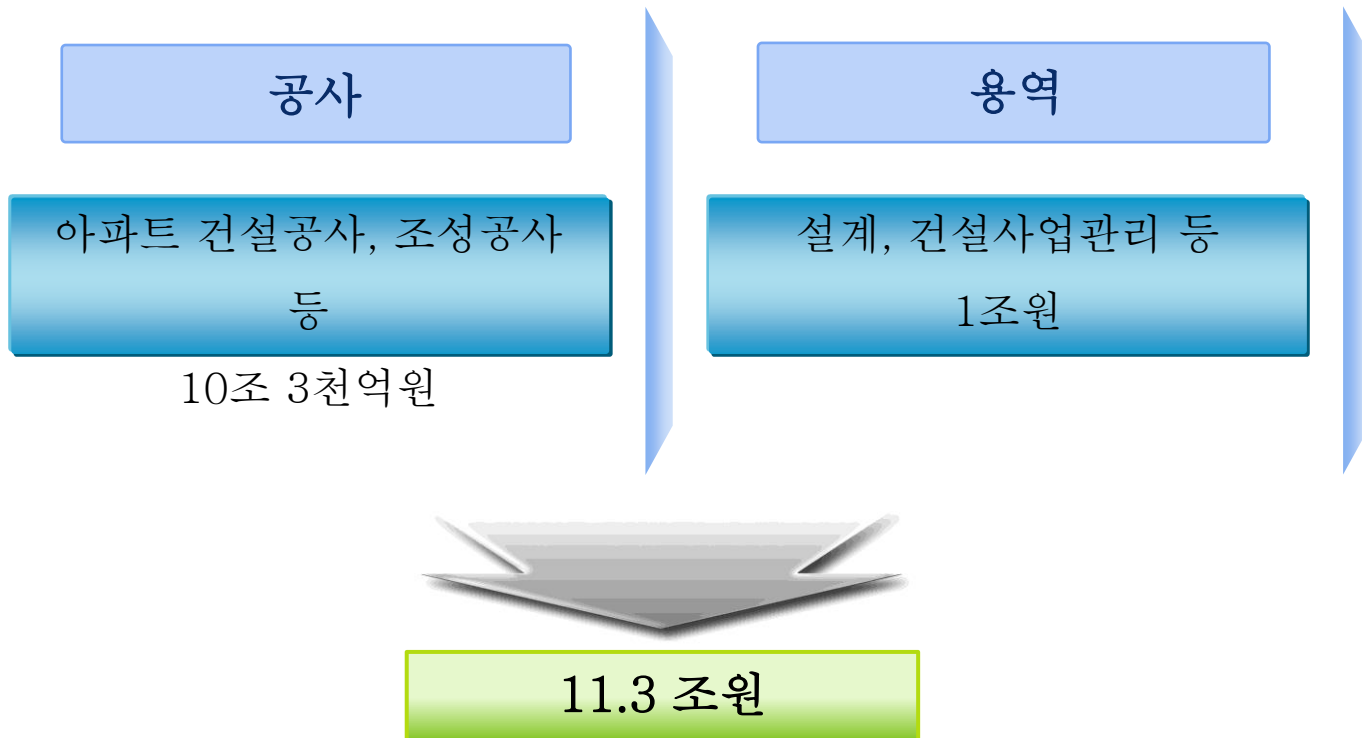 공사
아파트 건설공사, 조성공사
등
10조 3천억원
용역
설계, 건설사업관리 등
1조원
11.3 조원